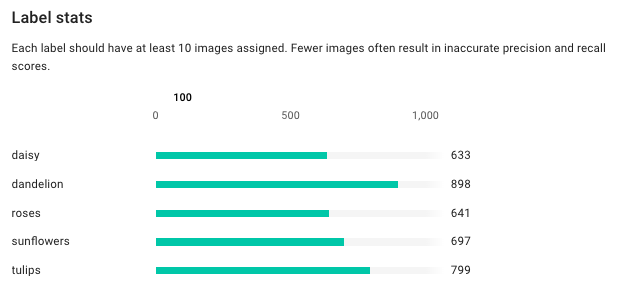 Label stats
Each label should have at least 10 images assigned. Fewer images often result in inaccurate precision and recall
scores.
100
0 500 1,000
daisy 633
dandelion 898
roses 641
sunflowers 697
tulips 799